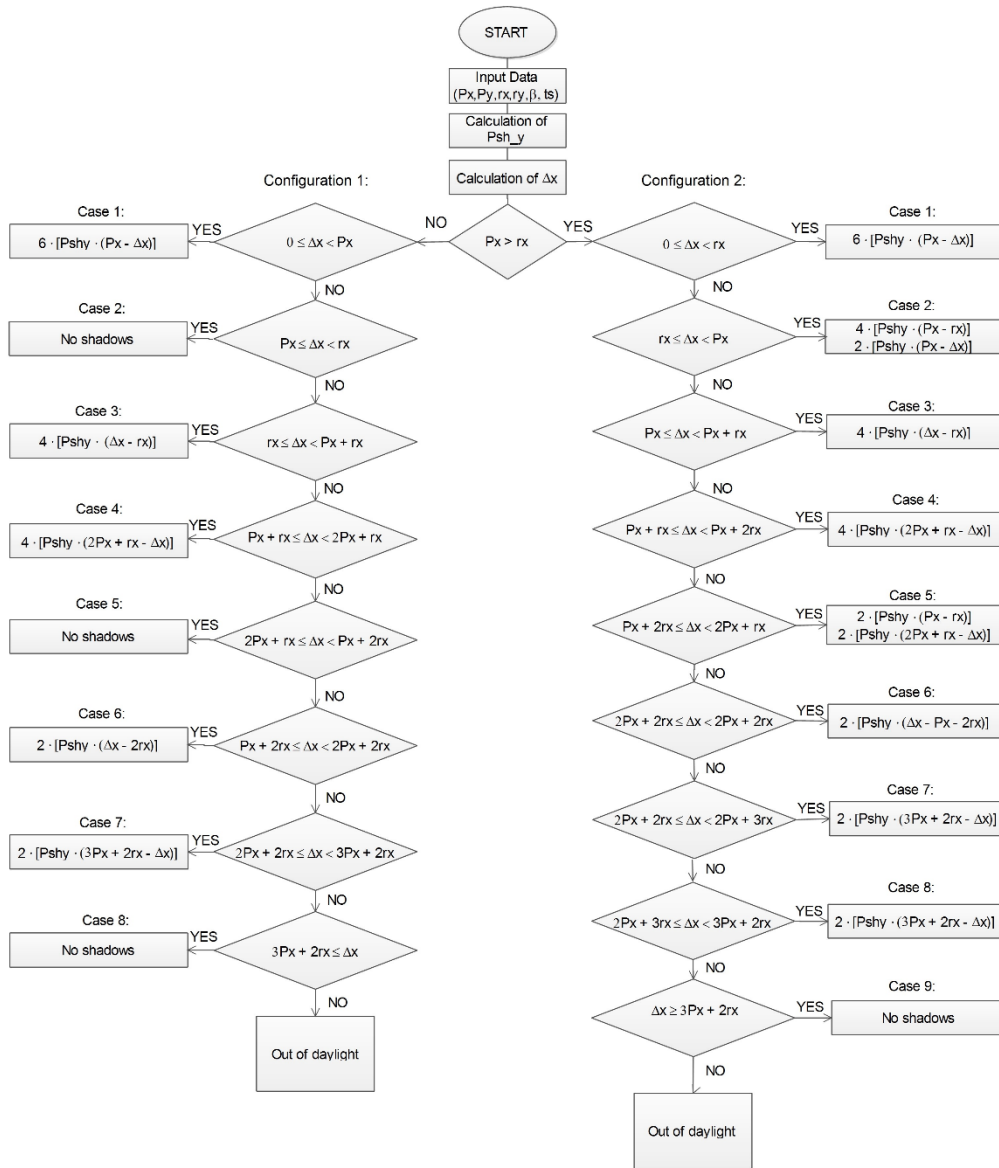 START
Input Data
(Px,Py,rx,ry,β, ts)
Calculation of
Psh_y
Calculation of Δx
Px > rx
NO
YES
Configuration 1:
Case 1:
6 · [Pshy · (Px - Δx)]
YES
0 ≤ Δx < Px
NO
Case 2:
No shadows
YES
Px ≤ Δx < rx
NO
Case 3:
4 · [Pshy · (Δx - rx)]
YES
rx ≤ Δx < Px + rx
NO
Case 4:
4 · [Pshy · (2Px + rx - Δx)]
YES
Px + rx ≤ Δx < 2Px + rx
NO
Case 5:
No shadows
YES
2Px + rx ≤ Δx < Px + 2rx
NO
Case 6:
2 · [Pshy · (Δx - 2rx)]
YES
Px + 2rx ≤ Δx < 2Px + 2rx
NO
Case 7:
2 · [Pshy · (3Px + 2rx - Δx)]
YES
2Px + 2rx ≤ Δx < 3Px + 2rx
NO
Case 8:
No shadows
YES
3Px + 2rx ≤ Δx
NO
Out of daylight
Configuration 2:
Case 1:
0 ≤ Δx < rx
YES
6 · [Pshy · (Px - Δx)]
NO
Case 2:
rx ≤ Δx < Px
YES
4 · [Pshy · (Px - rx)]
2 · [Pshy · (Px - Δx)]
NO
Case 3:
Px ≤ Δx < Px + rx
YES
4 · [Pshy · (Δx - rx)]
NO
Case 4:
Px + rx ≤ Δx < Px + 2rx
YES
4 · [Pshy · (2Px + rx - Δx)]
NO
Case 5:
Px + 2rx ≤ Δx < 2Px + rx
YES
2 · [Pshy · (Px - rx)]
2 · [Pshy · (2Px + rx - Δx)]
NO
Case 6:
2Px + 2rx ≤ Δx < 2Px + 2rx
YES
2 · [Pshy · (Δx - Px - 2rx)]
NO
Case 7:
2Px + 2rx ≤ Δx < 2Px + 3rx
YES
2 · [Pshy · (3Px + 2rx - Δx)]
NO
Case 8:
2Px + 3rx ≤ Δx < 3Px + 2rx
YES
2 · [Pshy · (3Px + 2rx - Δx)]
NO
Case 9:
Δx ≥ 3Px + 2rx
YES
No shadows
NO
Out of daylight